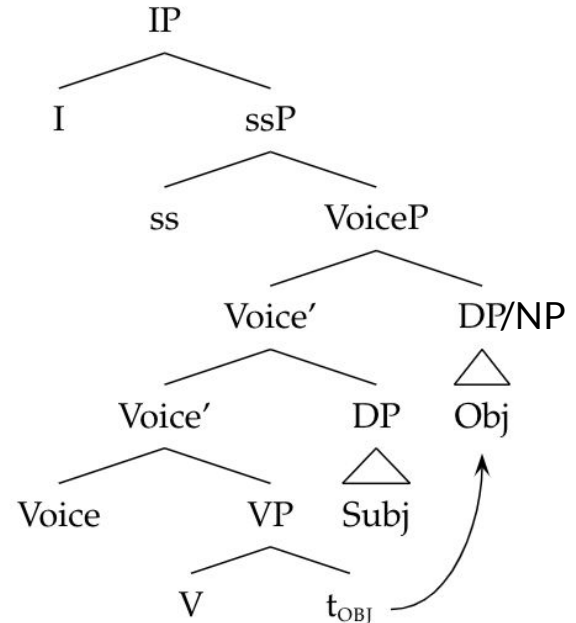 IP
I ssP
ss VoiceP
Voice’ DP/NP
Voice’ DP Obj
Voice VP Subj
V tOBJ